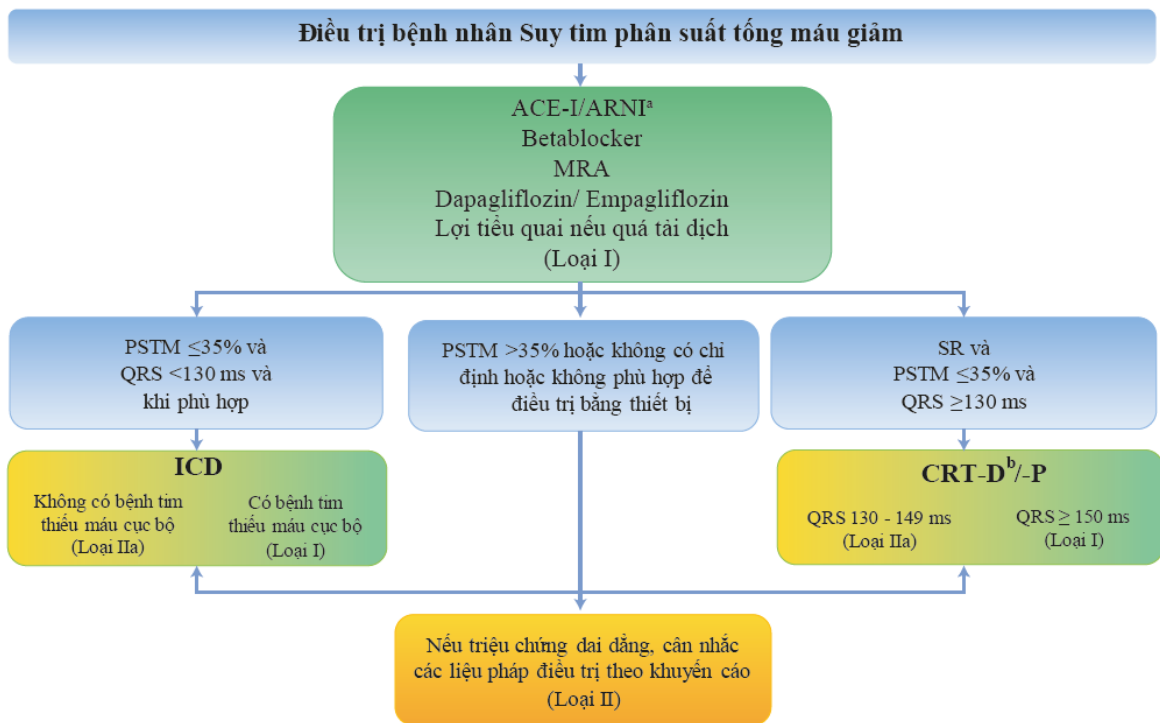 Điều trị bệnh nhân Suy tim phân suất tống máu giảm
ACE-I/ARNIᵃ
Betablocker
MRA
Dapagliflozin/ Empagliflozin
Lợi tiểu quai nếu quá tải dịch
(Loại I)
PSTM ≤35% và
QRS <130 ms và
khi phù hợp
PSTM >35% hoặc không có chỉ
định hoặc không phù hợp để
điều trị bằng thiết bị
SR và
PSTM ≤35% và
QRS ≥130 ms
ICD
Không có bệnh tim
thiếu máu cục bộ
(Loại IIa)
Có bệnh tim
thiếu máu cục bộ
(Loại I)
CRT-Dᵇ/-P
QRS 130 - 149 ms
(Loại IIa)
QRS ≥ 150 ms
(Loại I)
Nếu triệu chứng dai dẳng, cân nhắc
các liệu pháp điều trị theo khuyến cáo
(Loại II)